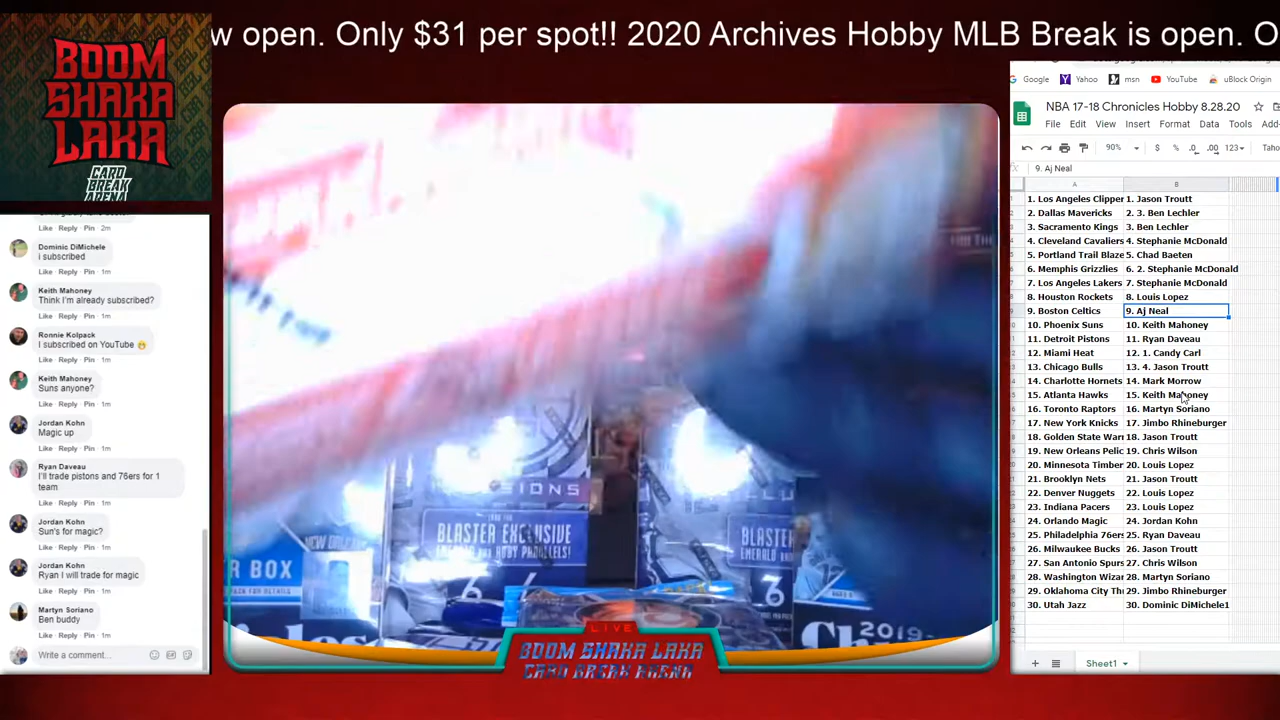 w open. Only $31 per spot!! 2020 Archives Hobby MLB Break is open. O
BOOM
SHAKA
LAKA
CARD
BREAK
ARENA
Like · Reply · Pin · 2m
Dominic DiMichele
i subscribed
Like · Reply · Pin · 1m
Keith Mahoney
Think I'm already subscribed?
Like · Reply · Pin · 1m
Ronnie Kolpack
I subscribed on YouTube
Like · Reply · Pin · 1m
Keith Mahoney
Suns anyone?
Like · Reply · Pin · 1m
Jordan Kohn
Magic up
Like · Reply · Pin · 1m
Ryan Daveau
I'll trade pistons and 76ers for 1
team
Like · Reply · Pin · 1m
Jordan Kohn
Sun's for magic?
Like · Reply · Pin · 1m
Jordan Kohn
Ryan I will trade for magic
Like · Reply · Pin · 1m
Martyn Soriano
Ben buddy
Like · Reply · Pin · 1m
Write a comment...
BLASTER EXCLUSIVE
BLAST
R BOX
6
3
2019-
LIVE
BOOM SHAKA LAKA
CARD BREAK ARENA
Google Yahoo msn YouTube uBlock Origin
NBA 17-18 Chronicles Hobby 8.28.20
File Edit View Insert Format Data Tools
90% $ % .0 .00 123 Taho
9. Aj Neal
A B
1. Los Angeles Clipper 1. Jason Troutt
2. Dallas Mavericks 2. 3. Ben Lechler
3. Sacramento Kings 3. Ben Lechler
4. Cleveland Cavaliers 4. Stephanie McDonald
5. Portland Trail Blaze 5. Chad Baeten
6. Memphis Grizzlies 6. 2. Stephanie McDonald
7. Los Angeles Lakers 7. Stephanie McDonald
8. Houston Rockets 8. Louis Lopez
9. Boston Celtics 9. Aj Neal
10. Phoenix Suns 10. Keith Mahoney
11. Detroit Pistons 11. Ryan Daveau
12. Miami Heat 12. 1. Candy Carl
13. Chicago Bulls 13. 4. Jason Troutt
14. Charlotte Hornets 14. Mark Morrow
15. Atlanta Hawks 15. Keith Mahoney
16. Toronto Raptors 16. Martyn Soriano
17. New York Knicks 17. Jimbo Rhineburger
18. Golden State Warr 18. Jason Troutt
19. New Orleans Pelic 19. Chris Wilson
20. Minnesota Timber 20. Louis Lopez
21. Brooklyn Nets 21. Jason Troutt
22. Denver Nuggets 22. Louis Lopez
23. Indiana Pacers 23. Louis Lopez
24. Orlando Magic 24. Jordan Kohn
25. Philadelphia 76ers 25. Ryan Daveau
26. Milwaukee Bucks 26. Jason Troutt
27. San Antonio Spurs 27. Chris Wilson
28. Washington Wizar 28. Martyn Soriano
29. Oklahoma City Th 29. Jimbo Rhineburger
30. Utah Jazz 30. Dominic DiMichele1
Sheet1